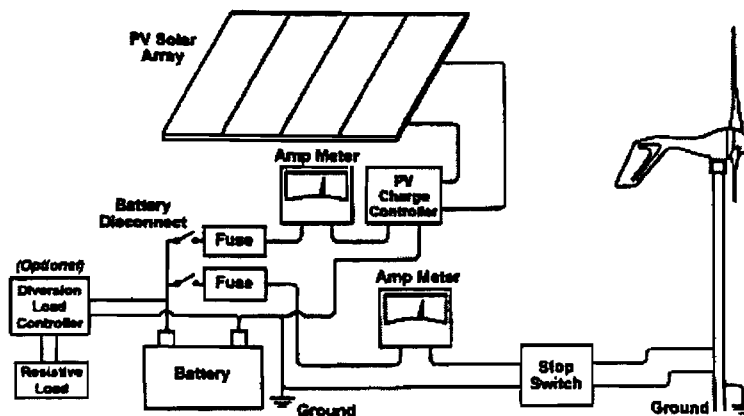 PV Solar
Array
Amp Meter
PV
Charge
Controller
Battery
Disconnect
Fuse
(Optional)
Diversion
Load
Controller
Fuse
Amp Meter
Resistive
Load
Battery
Stop
Switch
Ground
Ground